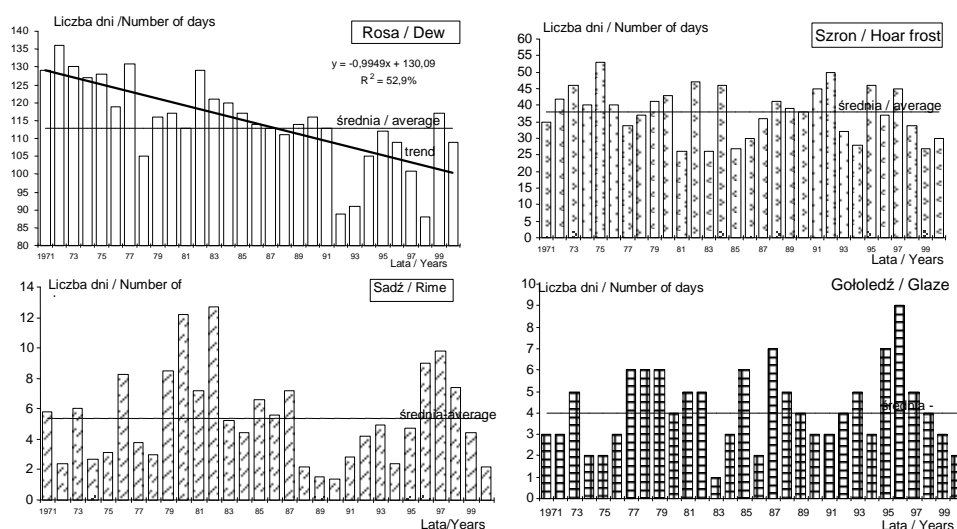 Liczba dni /Number of days
Rosa / Dew
140
135
130
125
120
115
110
105
100
95
90
85
80
y = -0,9949x + 130,09
R² = 52,9%
średnia / average
trend
1971 73 75 77 79 81 83 85 87 89 91 93 95 97 99
Lata / Years
Liczba dni / Number of days
Szron / Hoar frost
60
55
50
45
40
35
30
25
20
15
10
5
0
średnia / average
1971 73 75 77 79 81 83 85 87 89 91 93 95 97 99
Lata / Years
Liczba dni / Number of
Sadź / Rime
14
12
10
8
6
4
2
0
średnia-average
1971 73 75 77 79 81 83 85 87 89 91 93 95 97 99
Lata/Years
Liczba dni / Number of days
Gołoledź / Glaze
10
9
8
7
6
5
4
3
2
1
0
średnia -
1971 73 75 77 79 81 83 85 87 89 91 93 95 97 99
Lata / Years